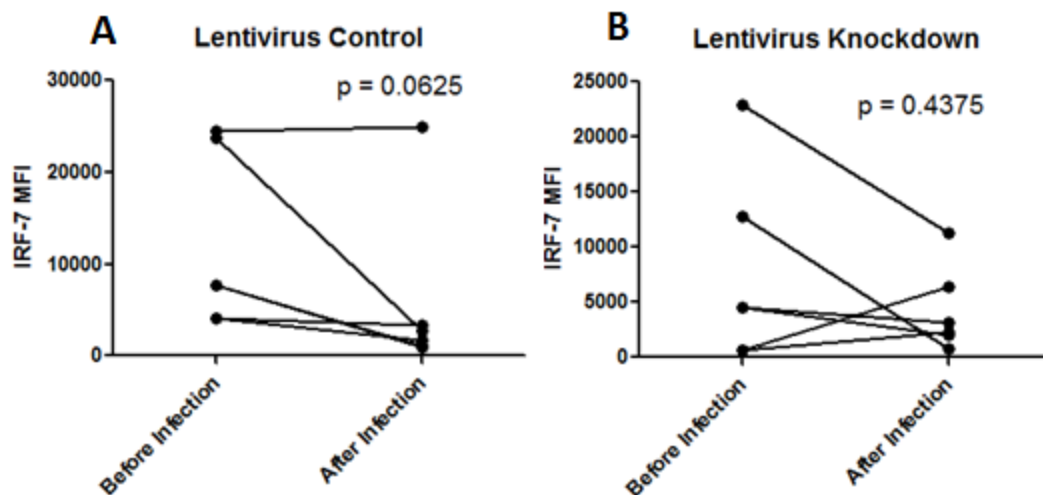 A
Lentivirus Control
p = 0.0625
30000
20000
10000
0
IRF-7 MFI
Before Infection
After Infection
B
Lentivirus Knockdown
p = 0.4375
25000
20000
15000
10000
5000
0
IRF-7 MFI
Before Infection
After Infection